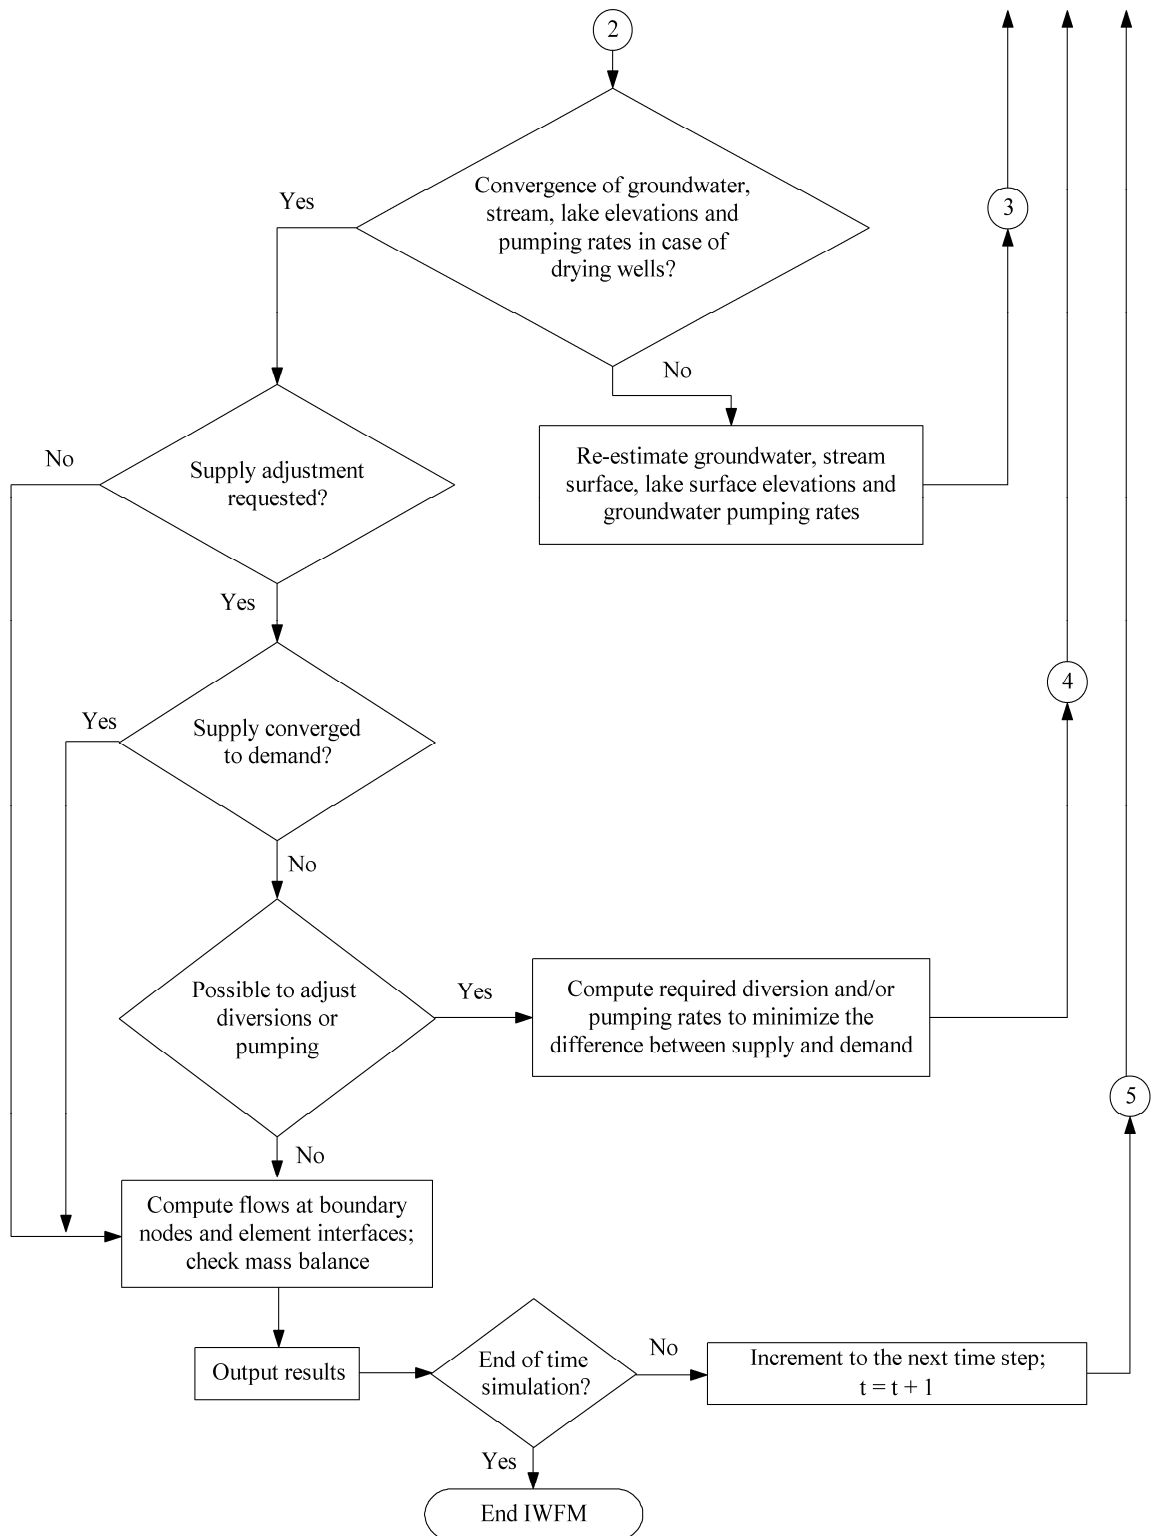 2
Convergence of groundwater,
stream, lake elevations and
pumping rates in case of
drying wells?
Yes
3
No
Re-estimate groundwater, stream
surface, lake surface elevations and
groundwater pumping rates
No
Supply adjustment
requested?
Yes
4
Yes
Supply converged
to demand?
No
Possible to adjust
diversions or
pumping
Yes
Compute required diversion and/or
pumping rates to minimize the
difference between supply and demand
5
No
Compute flows at boundary
nodes and element interfaces;
check mass balance
Output results
End of time
simulation?
No
Increment to the next time step;
t = t + 1
Yes
End IWFM